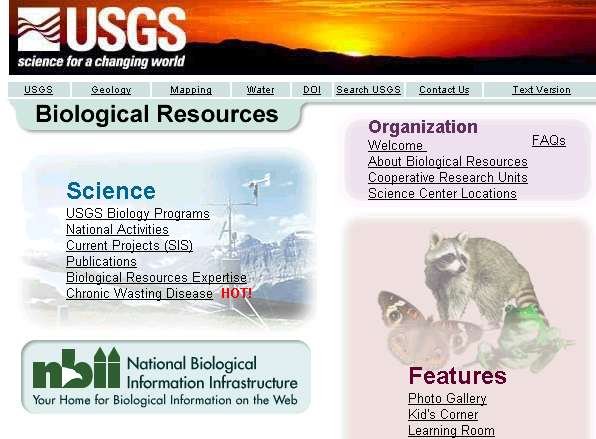 USGS
science for a changing world
USGS Geology Mapping Water DOI Search USGS Contact Us Text Version
Biological Resources
Science
USGS Biology Programs
National Activities
Current Projects (SIS)
Publications
Biological Resources Expertise
Chronic Wasting Disease HOT!
nbii
National Biological
Information Infrastructure
Your Home for Biological Information on the Web
Organization
Welcome
FAQs
About Biological Resources
Cooperative Research Units
Science Center Locations
Features
Photo Gallery
Kid's Corner
Learning Room